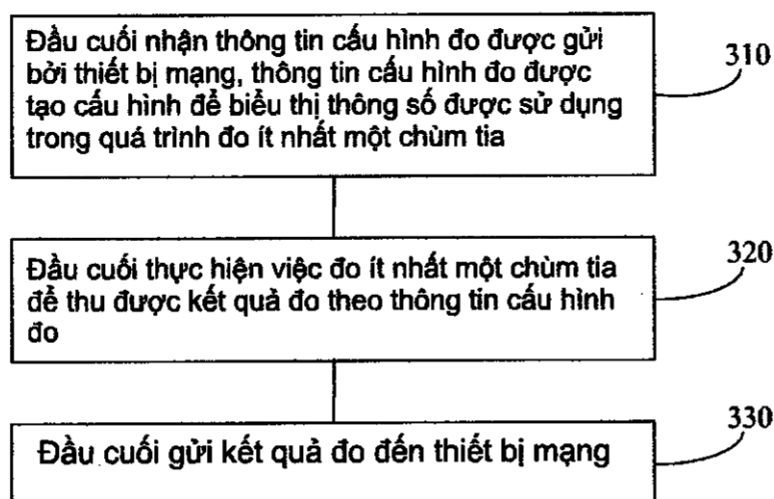 Đầu cuối nhận thông tin cấu hình đo được gửi
bởi thiết bị mạng, thông tin cấu hình đo được
tạo cấu hình để biểu thị thông số được sử dụng
trong quá trình đo ít nhất một chùm tia
310
Đầu cuối thực hiện việc đo ít nhất một chùm tia
để thu được kết quả đo theo thông tin cấu hình
đo
320
Đầu cuối gửi kết quả đo đến thiết bị mạng
330